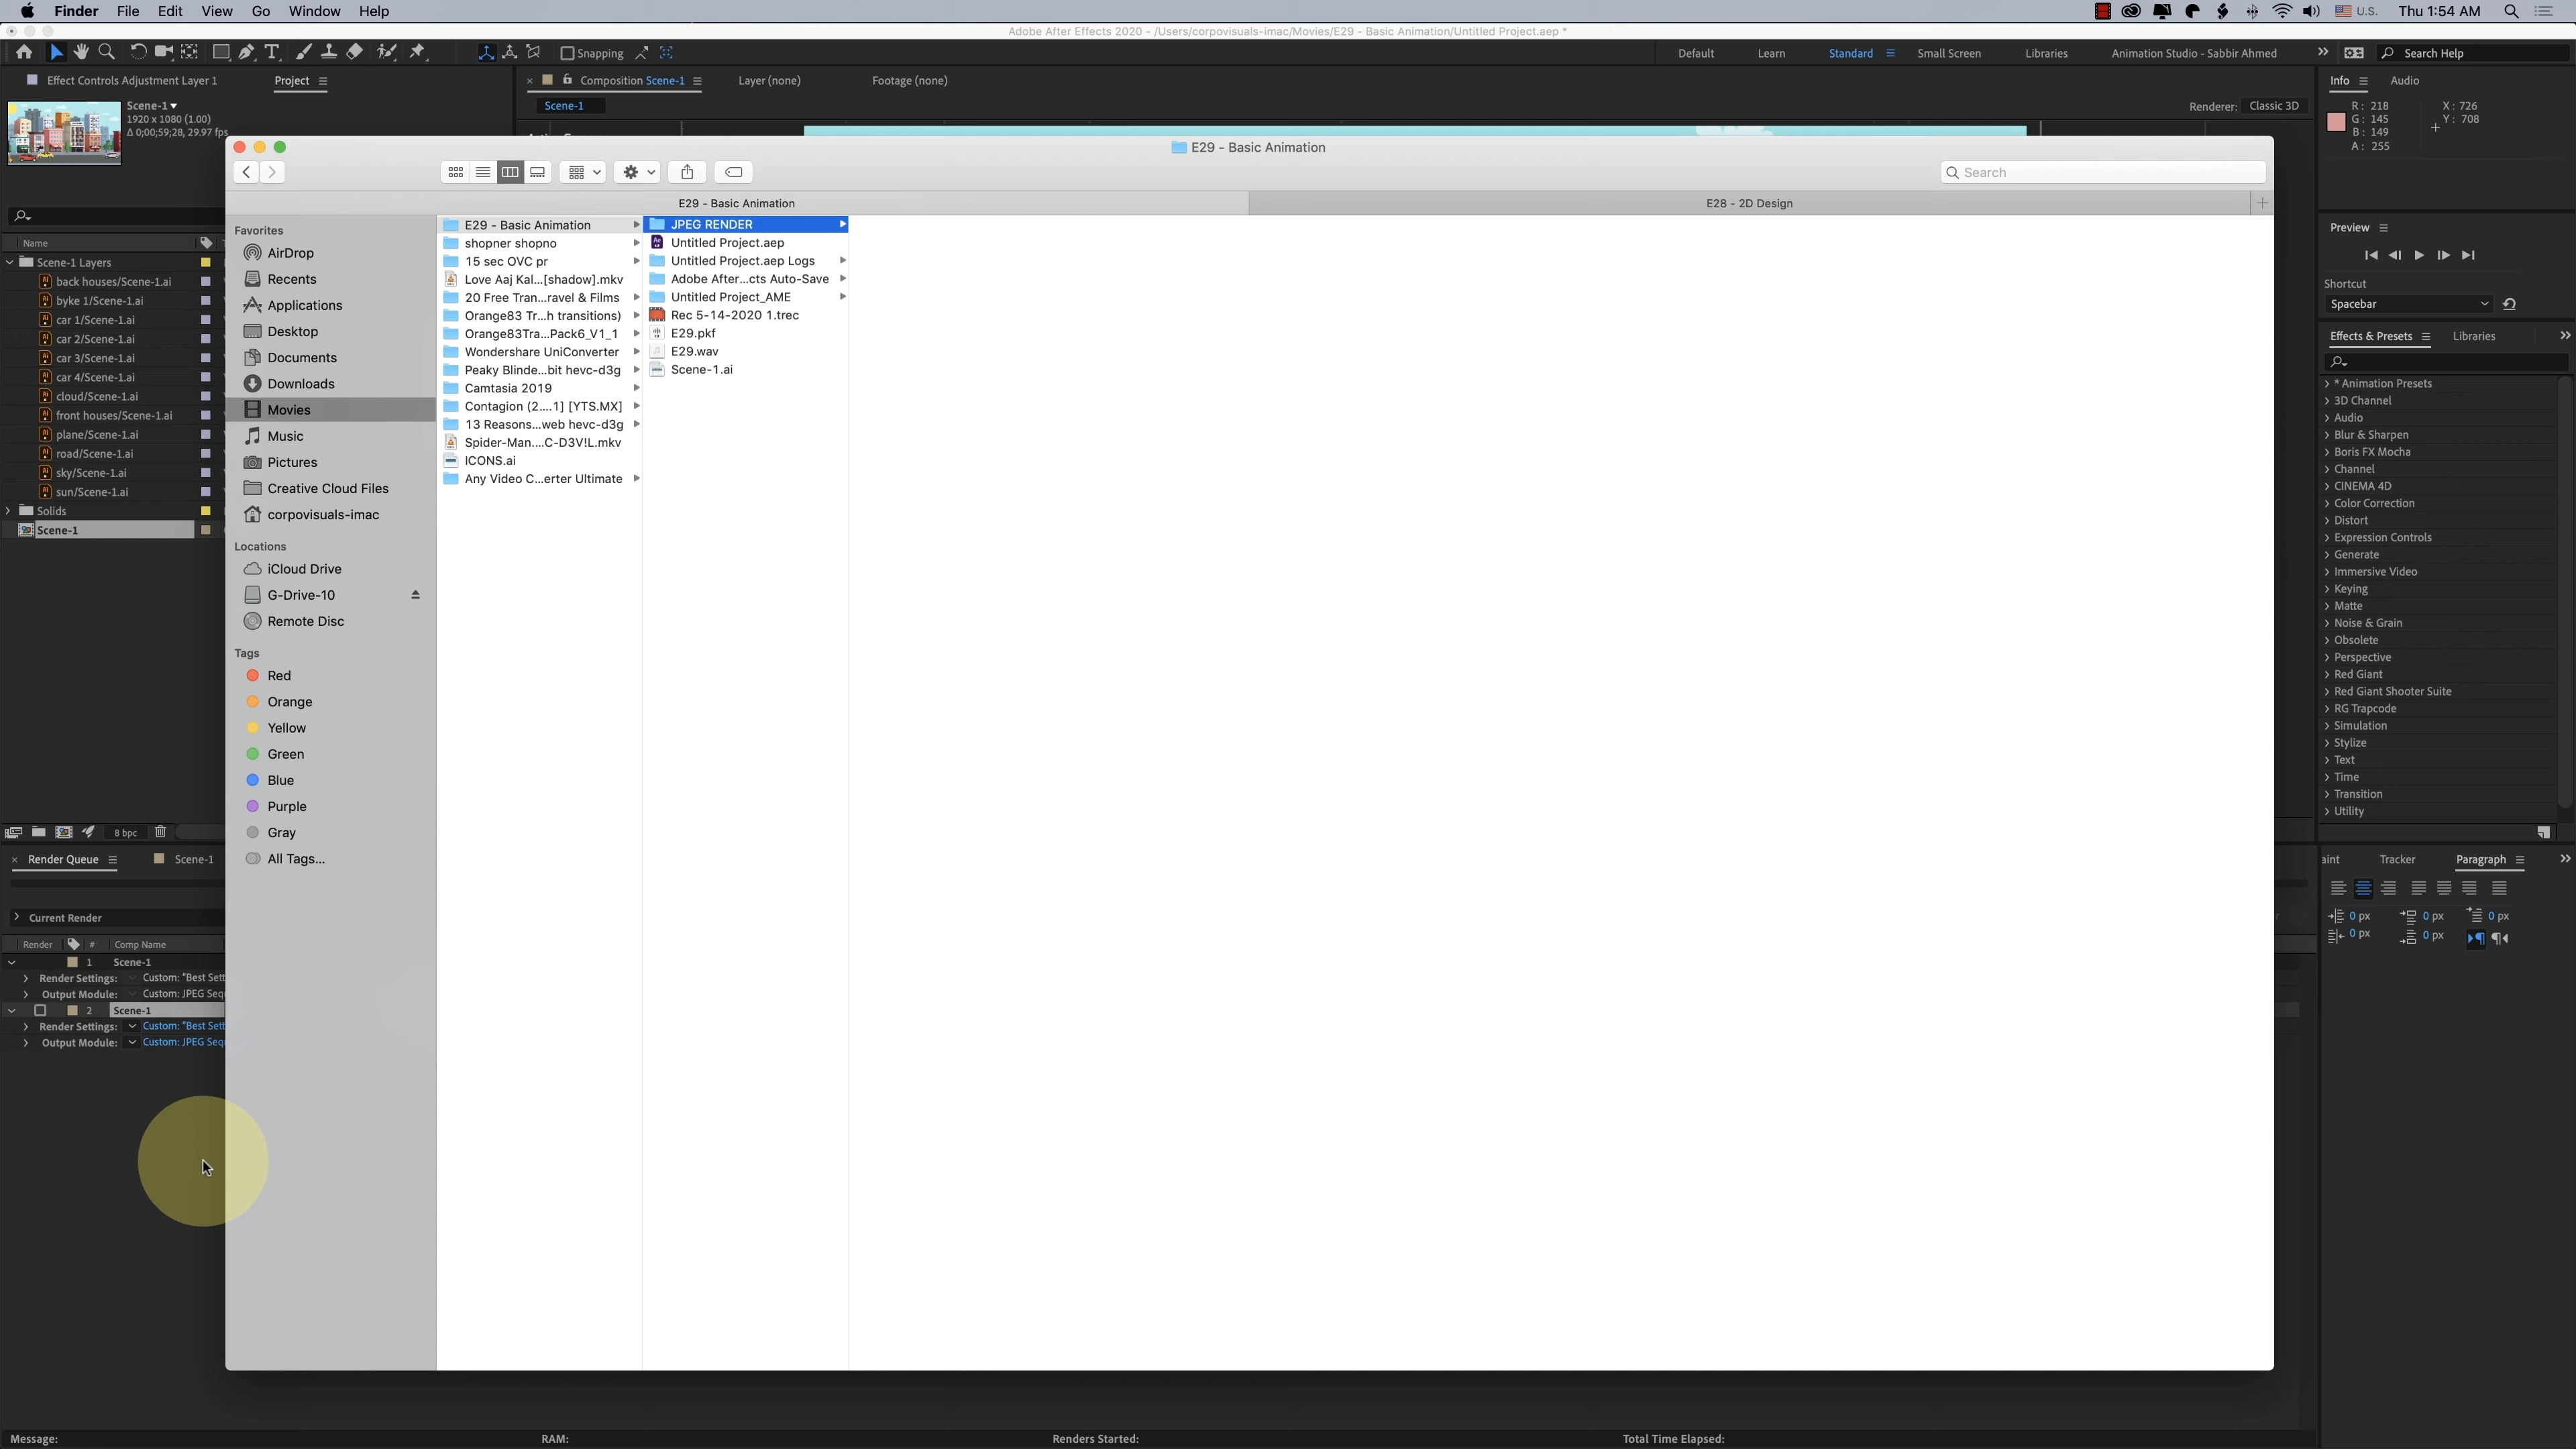 Finder File Edit View Go Window Help U.S. Thu 1:54 AM
Adobe After Effects 2020 - /Users/corpovisuals-imac/Movies/E29 - Basic Animation/Untitled Project.aep *
Snapping Default Learn Standard Small Screen Libraries Animation Studio - Sabbir Ahmed Search Help
Effect Controls Adjustment Layer 1 Project Composition Scene-1 Layer (none) Footage (none) Info Audio
Scene-1
1920 x 1080 (1.00)
Δ 0;00;59;28, 29.97 fps
Scene-1
Renderer: Classic 3D
R: 218
G: 145
B: 149
A: 255
X: 726
Y: 708
E29 - Basic Animation
Search
E29 - Basic Animation E28 - 2D Design
Name
Scene-1 Layers
back houses/Scene-1.ai
byke 1/Scene-1.ai
car 1/Scene-1.ai
car 2/Scene-1.ai
car 3/Scene-1.ai
car 4/Scene-1.ai
cloud/Scene-1.ai
front houses/Scene-1.ai
plane/Scene-1.ai
road/Scene-1.ai
sky/Scene-1.ai
sun/Scene-1.ai
Solids
Scene-1
8 bpc
Favorites
AirDrop
Recents
Applications
Desktop
Documents
Downloads
Movies
Music
Pictures
Creative Cloud Files
corpovisuals-imac
Locations
iCloud Drive
G-Drive-10
Remote Disc
Tags
Red
Orange
Yellow
Green
Blue
Purple
Gray
All Tags...
E29 - Basic Animation
shopner shopno
15 sec OVC pr
Love Aaj Kal...[shadow].mkv
20 Free Tran...ravel & Films
Orange83 Tr...h transitions)
Orange83Tra...Pack6_V1_1
Wondershare UniConverter
Peaky Blinde...bit hevc-d3g
Camtasia 2019
Contagion (2....1] [YTS.MX]
13 Reasons...web hevc-d3g
Spider-Man....C-D3V!L.mkv
ICONS.ai
Any Video C...erter Ultimate
JPEG RENDER
Untitled Project.aep
Untitled Project.aep Logs
Adobe After...cts Auto-Save
Untitled Project_AME
Rec 5-14-2020 1.trec
E29.pkf
E29.wav
Scene-1.ai
Preview
Shortcut
Spacebar
Effects & Presets Libraries
* Animation Presets
3D Channel
Audio
Blur & Sharpen
Boris FX Mocha
Channel
CINEMA 4D
Color Correction
Distort
Expression Controls
Generate
Immersive Video
Keying
Matte
Noise & Grain
Obsolete
Perspective
Red Giant
Red Giant Shooter Suite
RG Trapcode
Simulation
Stylize
Text
Time
Transition
Utility
aint Tracker Paragraph
0 px 0 px 0 px
0 px 0 px
Render Queue Scene-1
Current Render
Render # Comp Name
1 Scene-1
Render Settings: Custom: "Best Sett
Output Module: Custom: JPEG Seq
2 Scene-1
Render Settings: Custom: "Best Sett
Output Module: Custom: JPEG Seq
Message: RAM: Renders Started: Total Time Elapsed: